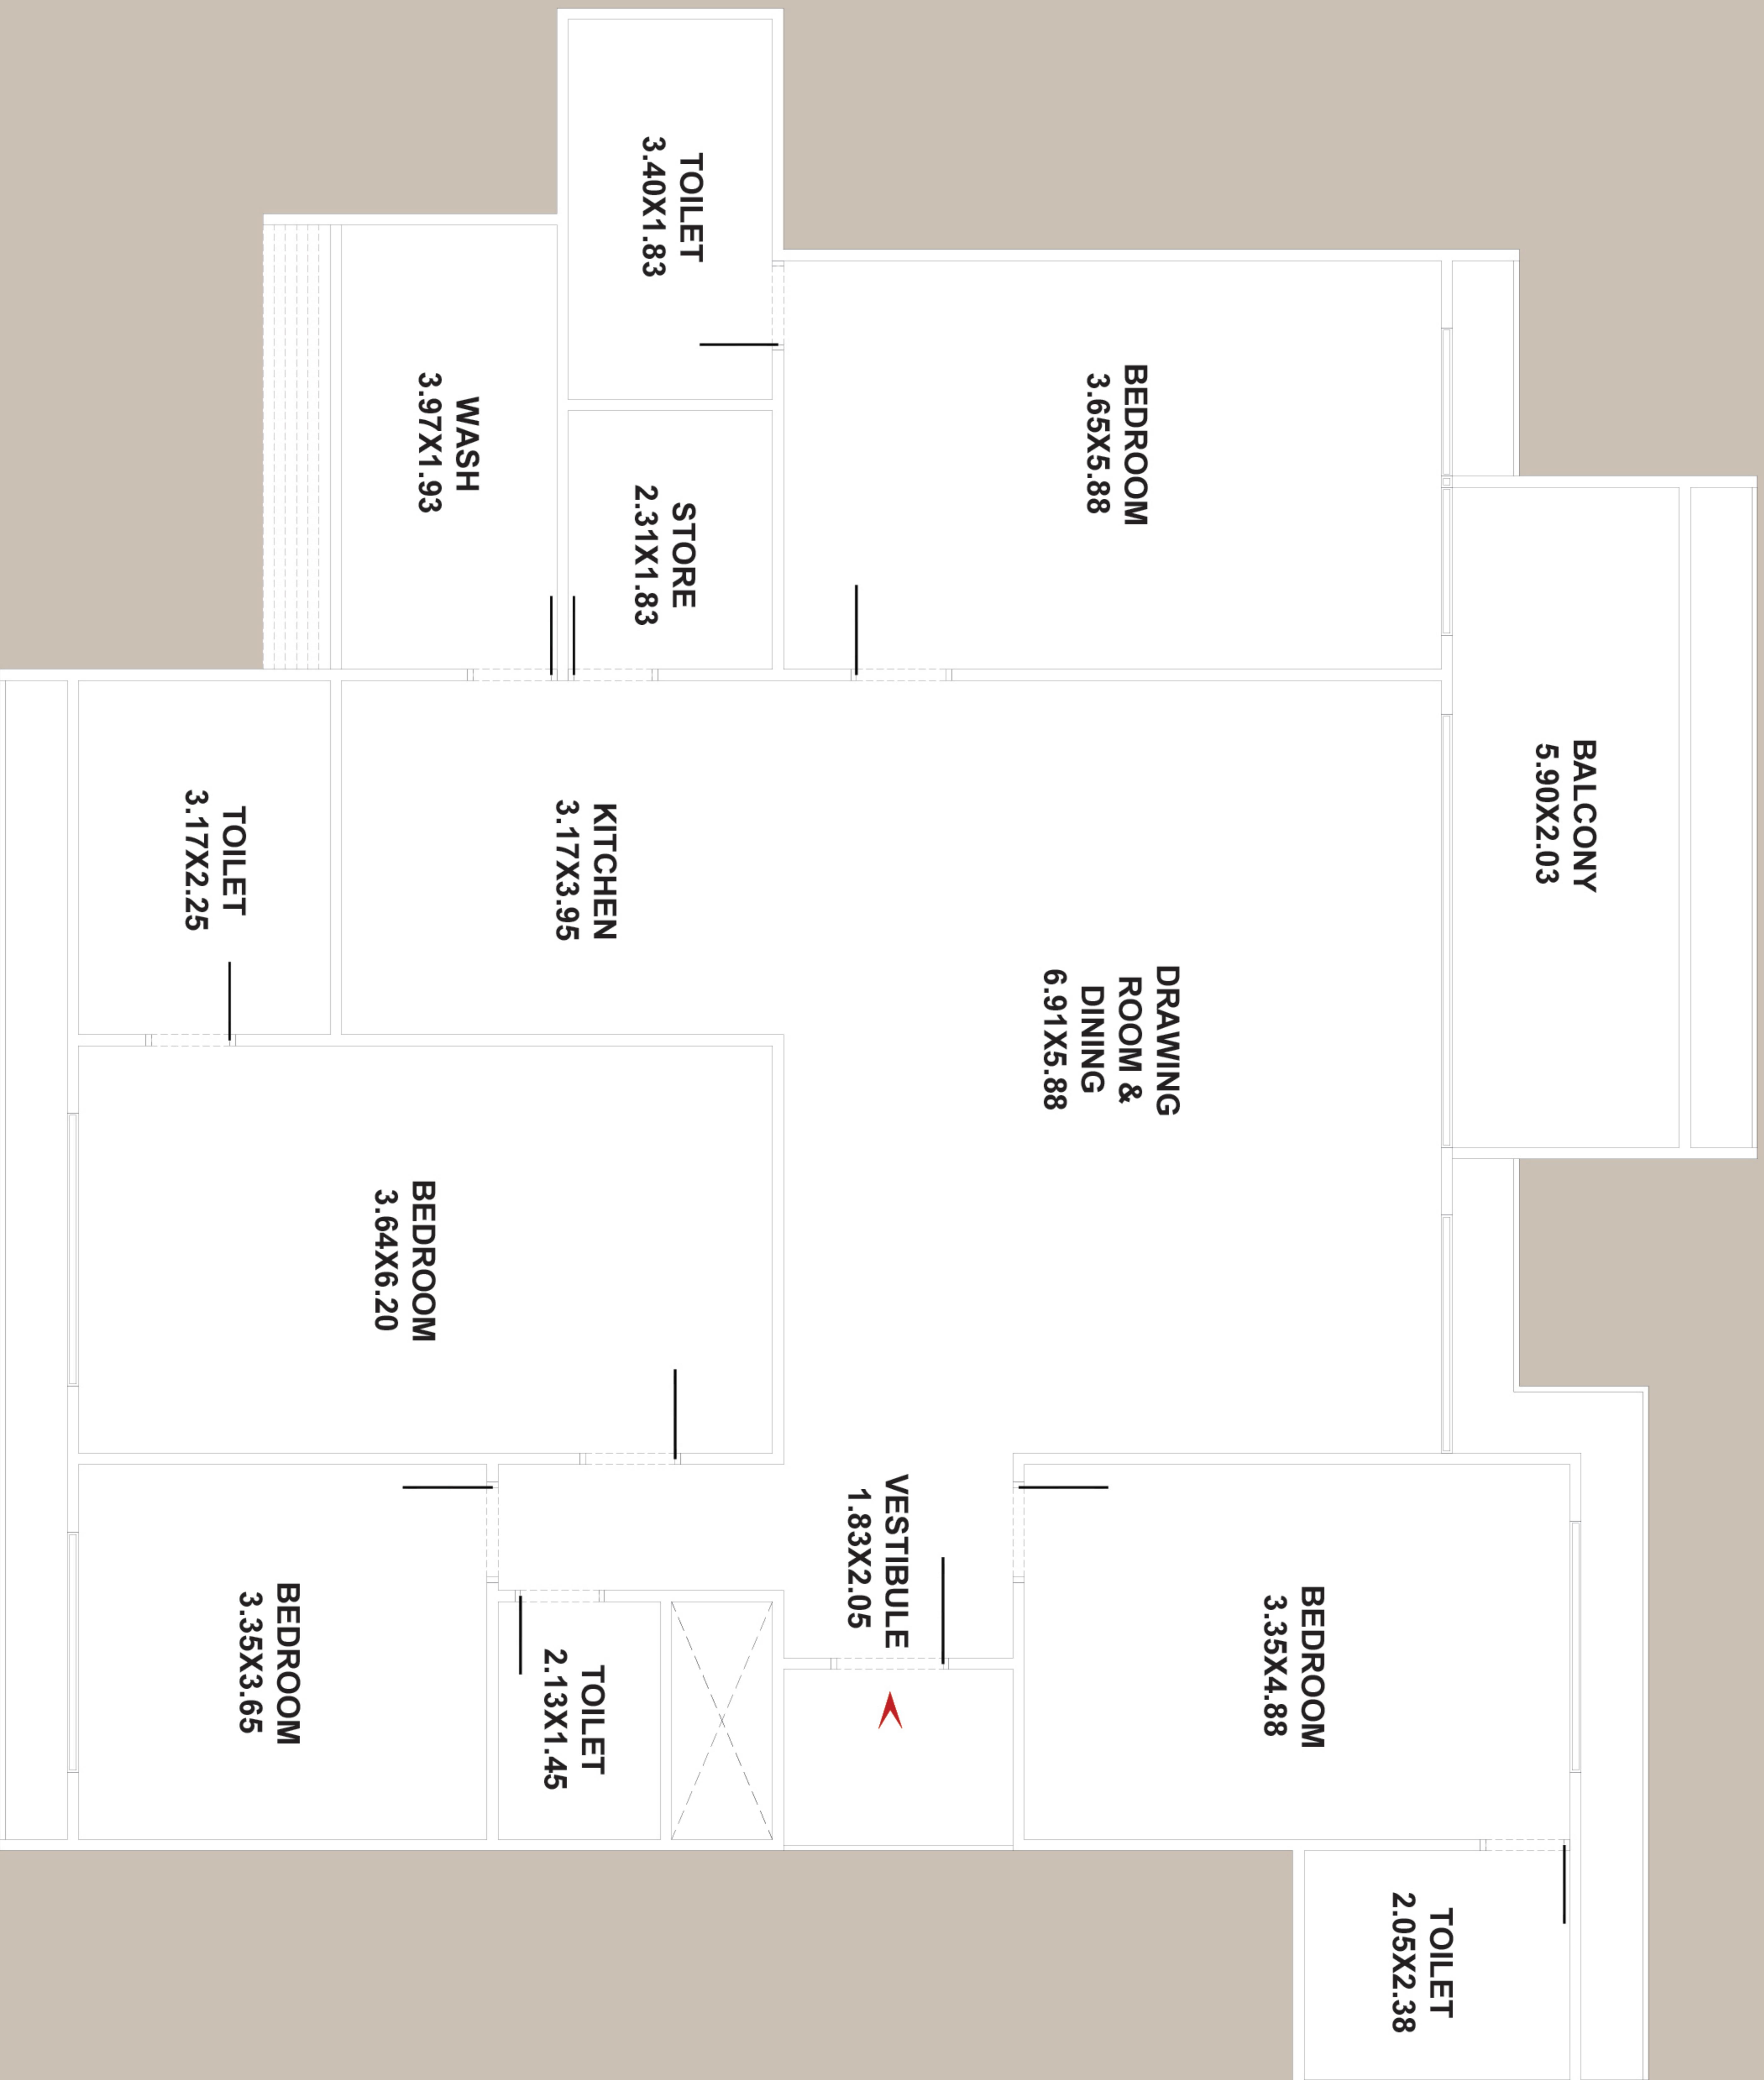 TOILET
3.40X1.83
WASH
3.97X1.93
STORE
2.31X1.83
BEDROOM
3.65X5.88
BALCONY
5.90X2.03
TOILET
3.17X2.25
KITCHEN
3.17X3.95
DRAWING
ROOM &
DINING
6.91X5.88
BEDROOM
3.64X6.20
VESTIBULE
1.83X2.05
BEDROOM
3.35X3.65
TOILET
2.13X1.45
BEDROOM
3.35X4.88
TOILET
2.05X2.38